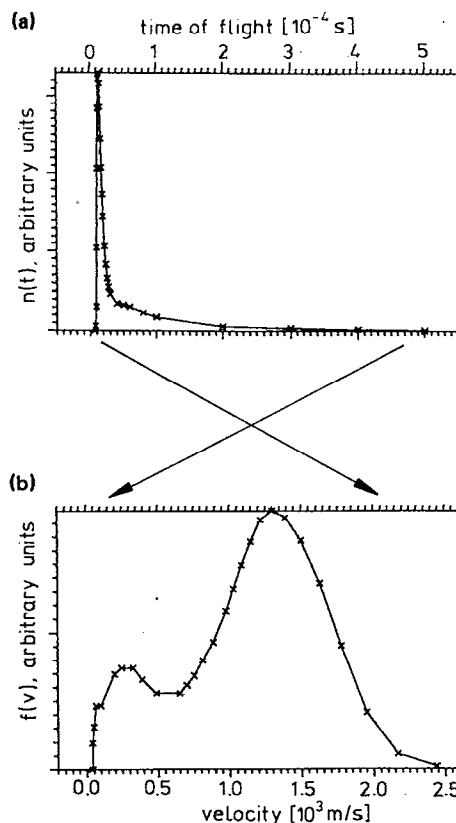 (a)
time of flight [10⁻⁴ s]
0 1 2 3 4 5
n(t), arbitrary units
(b)
f(v), arbitrary units
0.0 0.5 1.0 1.5 2.0 2.5
velocity [10³ m/s]